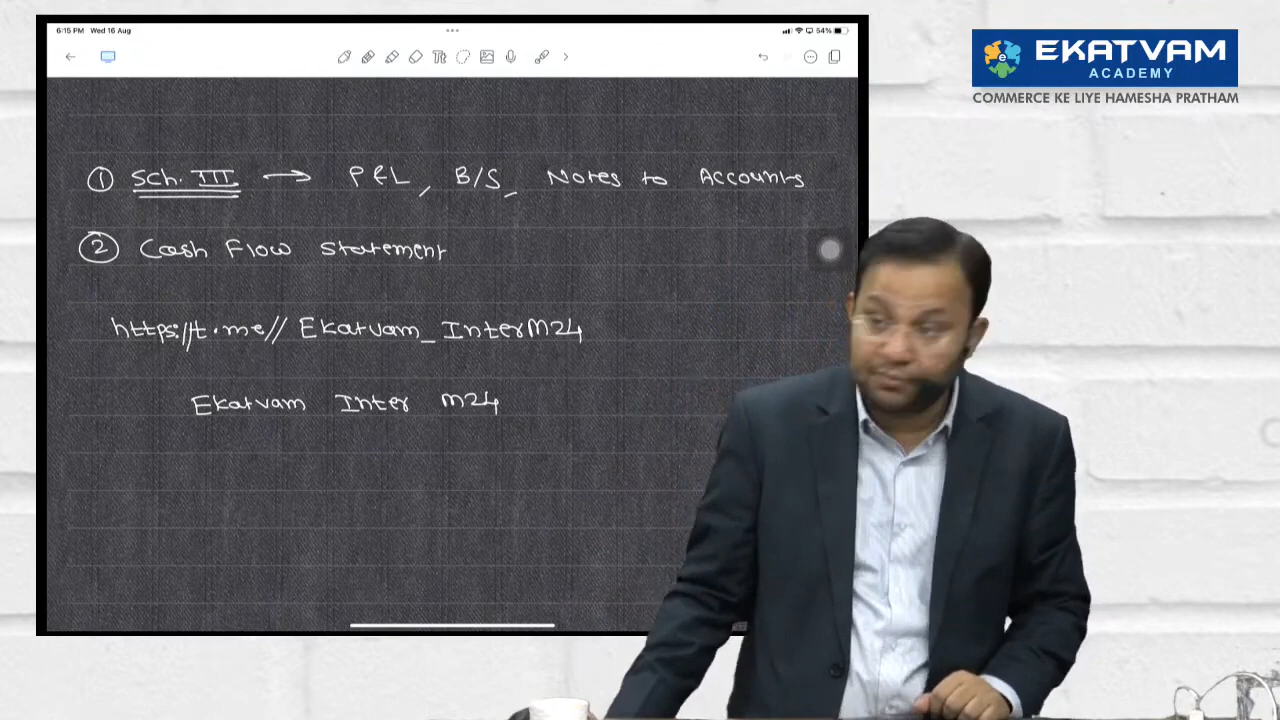 6:15 PM Wed 16 Aug
54%
EKATVAM
ACADEMY
COMMERCE KE LIYE HAMESHA PRATHAM
① Sch. III → P&L, B/S, Notes to Accounts
② Cash Flow Statement
https://t.me// Ekatvam_InterM24
Ekatvam Inter M24